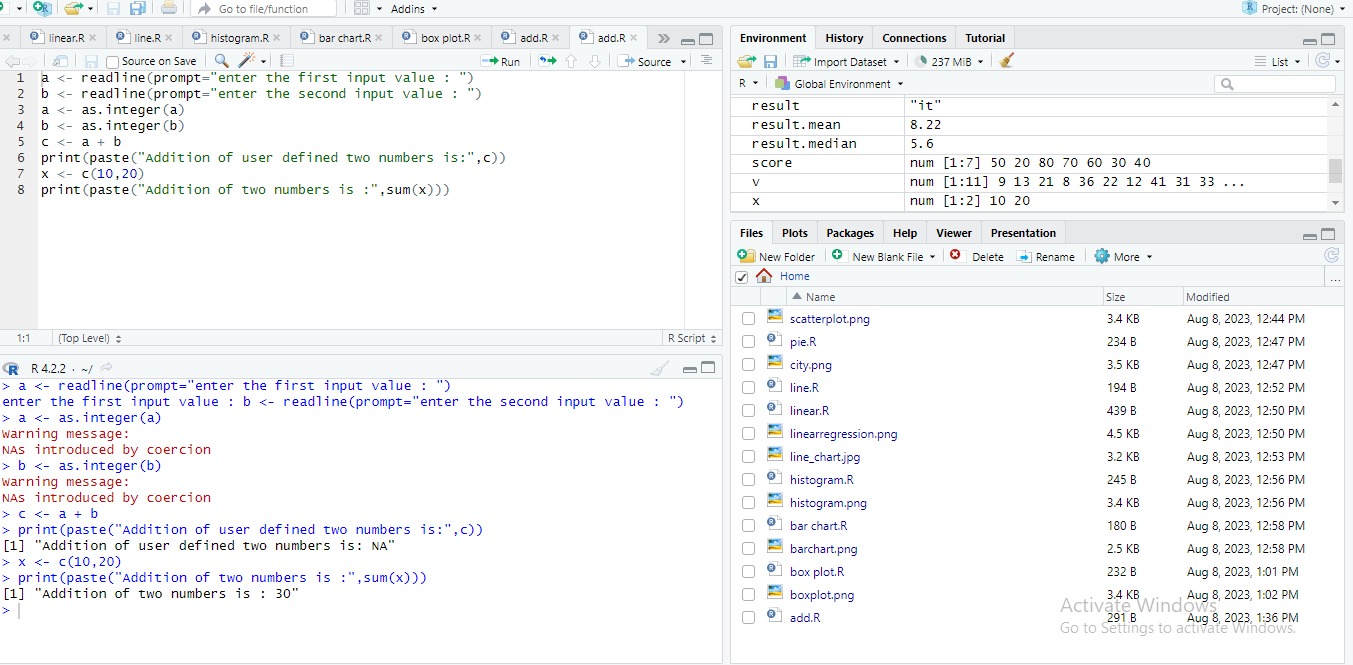 Go to file/function
Addins
Project: (None)
linear.R
line.R
histogram.R
bar chart.R
box plot.R
add.R
add.R
Source on Save
Run
Source
1 a <- readline(prompt="enter the first input value : ")
2 b <- readline(prompt="enter the second input value : ")
3 a <- as.integer(a)
4 b <- as.integer(b)
5 c <- a + b
6 print(paste("Addition of user defined two numbers is:",c))
7 x <- c(10,20)
8 print(paste("Addition of two numbers is :",sum(x)))
1:1 (Top Level) R Script
R 4.2.2 · ~/
> a <- readline(prompt="enter the first input value : ")
enter the first input value : b <- readline(prompt="enter the second input value : ")
> a <- as.integer(a)
Warning message:
NAs introduced by coercion
> b <- as.integer(b)
Warning message:
NAs introduced by coercion
> c <- a + b
> print(paste("Addition of user defined two numbers is:",c))
[1] "Addition of user defined two numbers is: NA"
> x <- c(10,20)
> print(paste("Addition of two numbers is :",sum(x)))
[1] "Addition of two numbers is : 30"
>
Environment History Connections Tutorial
Import Dataset 237 MiB List
R Global Environment
result "it"
result.mean 8.22
result.median 5.6
score num [1:7] 50 20 80 70 60 30 40
v num [1:11] 9 13 21 8 36 22 12 41 31 33 ...
x num [1:2] 10 20
Files Plots Packages Help Viewer Presentation
New Folder New Blank File Delete Rename More
Home ...
Name Size Modified
scatterplot.png 3.4 KB Aug 8, 2023, 12:44 PM
pie.R 234 B Aug 8, 2023, 12:47 PM
city.png 3.5 KB Aug 8, 2023, 12:47 PM
line.R 194 B Aug 8, 2023, 12:52 PM
linear.R 439 B Aug 8, 2023, 12:50 PM
linearregression.png 4.5 KB Aug 8, 2023, 12:50 PM
line_chart.jpg 3.2 KB Aug 8, 2023, 12:53 PM
histogram.R 245 B Aug 8, 2023, 12:56 PM
histogram.png 3.4 KB Aug 8, 2023, 12:56 PM
bar chart.R 180 B Aug 8, 2023, 12:58 PM
barchart.png 2.5 KB Aug 8, 2023, 12:58 PM
box plot.R 232 B Aug 8, 2023, 1:01 PM
boxplot.png 3.4 KB Aug 8, 2023, 1:02 PM
add.R 291 B Aug 8, 2023, 1:36 PM
Activate Windows
Go to Settings to activate Windows.